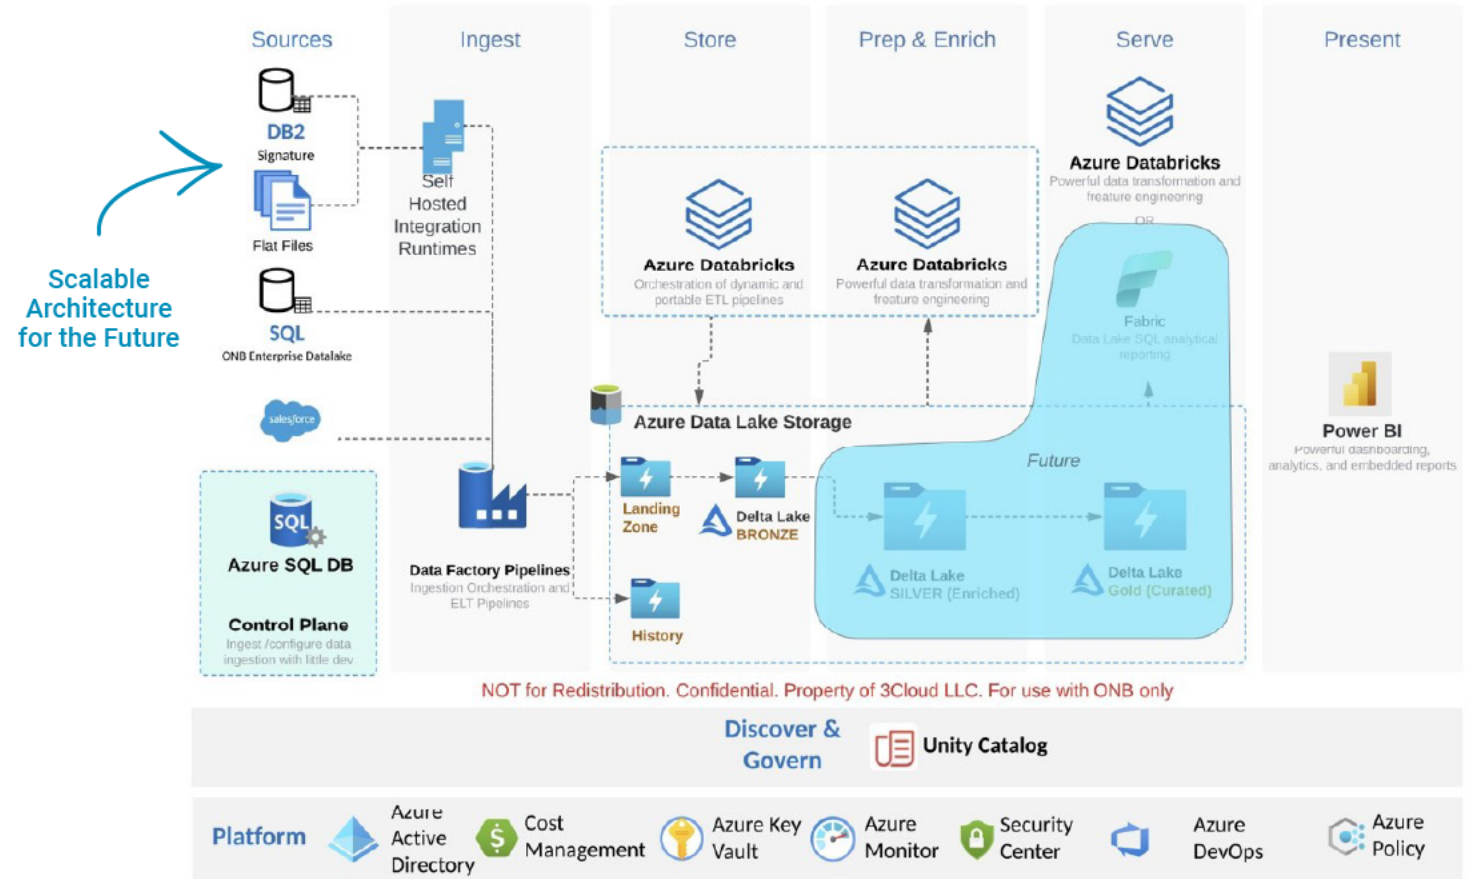 Sources
Ingest
Store
Prep & Enrich
Serve
Present
DB2
Signature
Flat Files
SQL
ONB Enterprise Datalake
salesforce
SQL
Azure SQL DB
Control Plane
Ingest /configure data
ingestion with little dev
Scalable
Architecture
for the Future
Self
Hosted
Integration
Runtimes
Data Factory Pipelines
Ingestion Orchestration and
ELT Pipelines
Azure Databricks
Orchestration of dynamic and
portable ETL pipelines
Azure Databricks
Powerful data transformation and
freature engineering
Azure Databricks
Powerful data transformation and
freature engineering
OR
Fabric
Data Lake SQL analytical
reporting
Azure Data Lake Storage
Landing
Zone
Delta Lake
BRONZE
History
Future
Delta Lake
SILVER (Enriched)
Delta Lake
Gold (Curated)
Power BI
Powerful dashboarding,
analytics, and embedded reports
NOT for Redistribution. Confidential. Property of 3Cloud LLC. For use with ONB only
Discover &
Govern
Unity Catalog
Platform
Azure
Active
Directory
Cost
Management
Azure Key
Vault
Azure
Monitor
Security
Center
Azure
DevOps
Azure
Policy